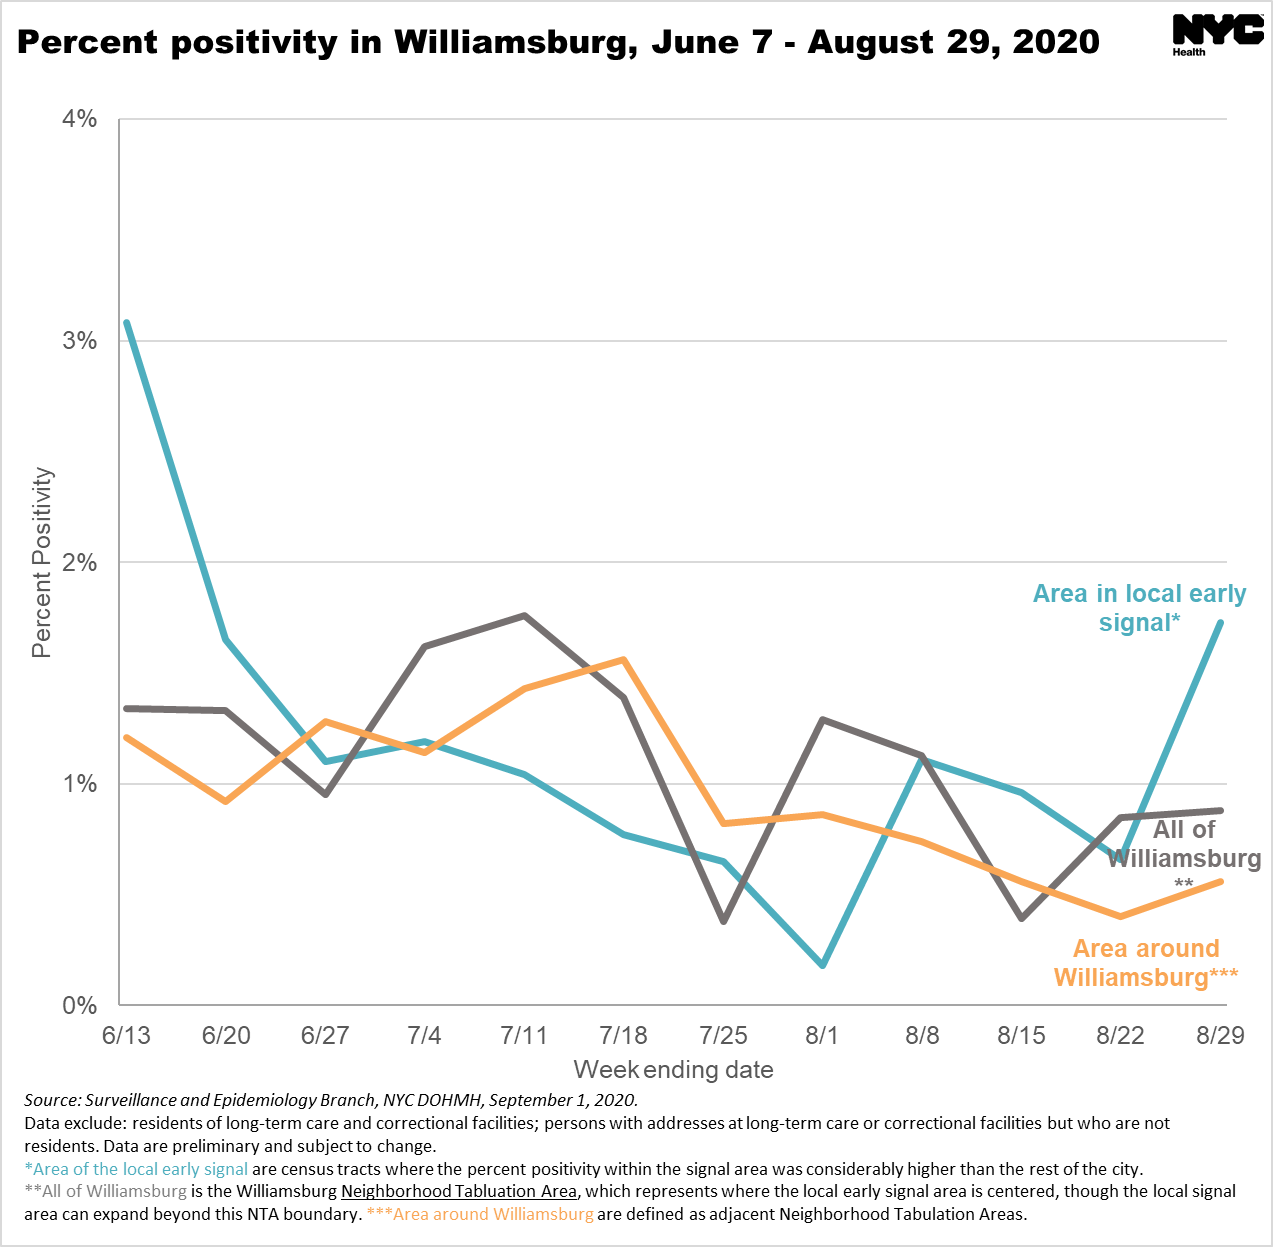 Percent positivity in Williamsburg, June 7 - August 29, 2020
NYC
Health
4%
3%
2%
1%
0%
Percent Positivity
Area in local early
signal*
All of
Williamsburg
**
Area around
Williamsburg***
6/13 6/20 6/27 7/4 7/11 7/18 7/25 8/1 8/8 8/15 8/22 8/29
Week ending date
Source: Surveillance and Epidemiology Branch, NYC DOHMH, September 1, 2020.
Data exclude: residents of long-term care and correctional facilities; persons with addresses at long-term care or correctional facilities but who are not
residents. Data are preliminary and subject to change.
*Area of the local early signal are census tracts where the percent positivity within the signal area was considerably higher than the rest of the city.
**All of Williamsburg is the Williamsburg Neighborhood Tabluation Area, which represents where the local early signal area is centered, though the local signal
area can expand beyond this NTA boundary. ***Area around Williamsburg are defined as adjacent Neighborhood Tabulation Areas.